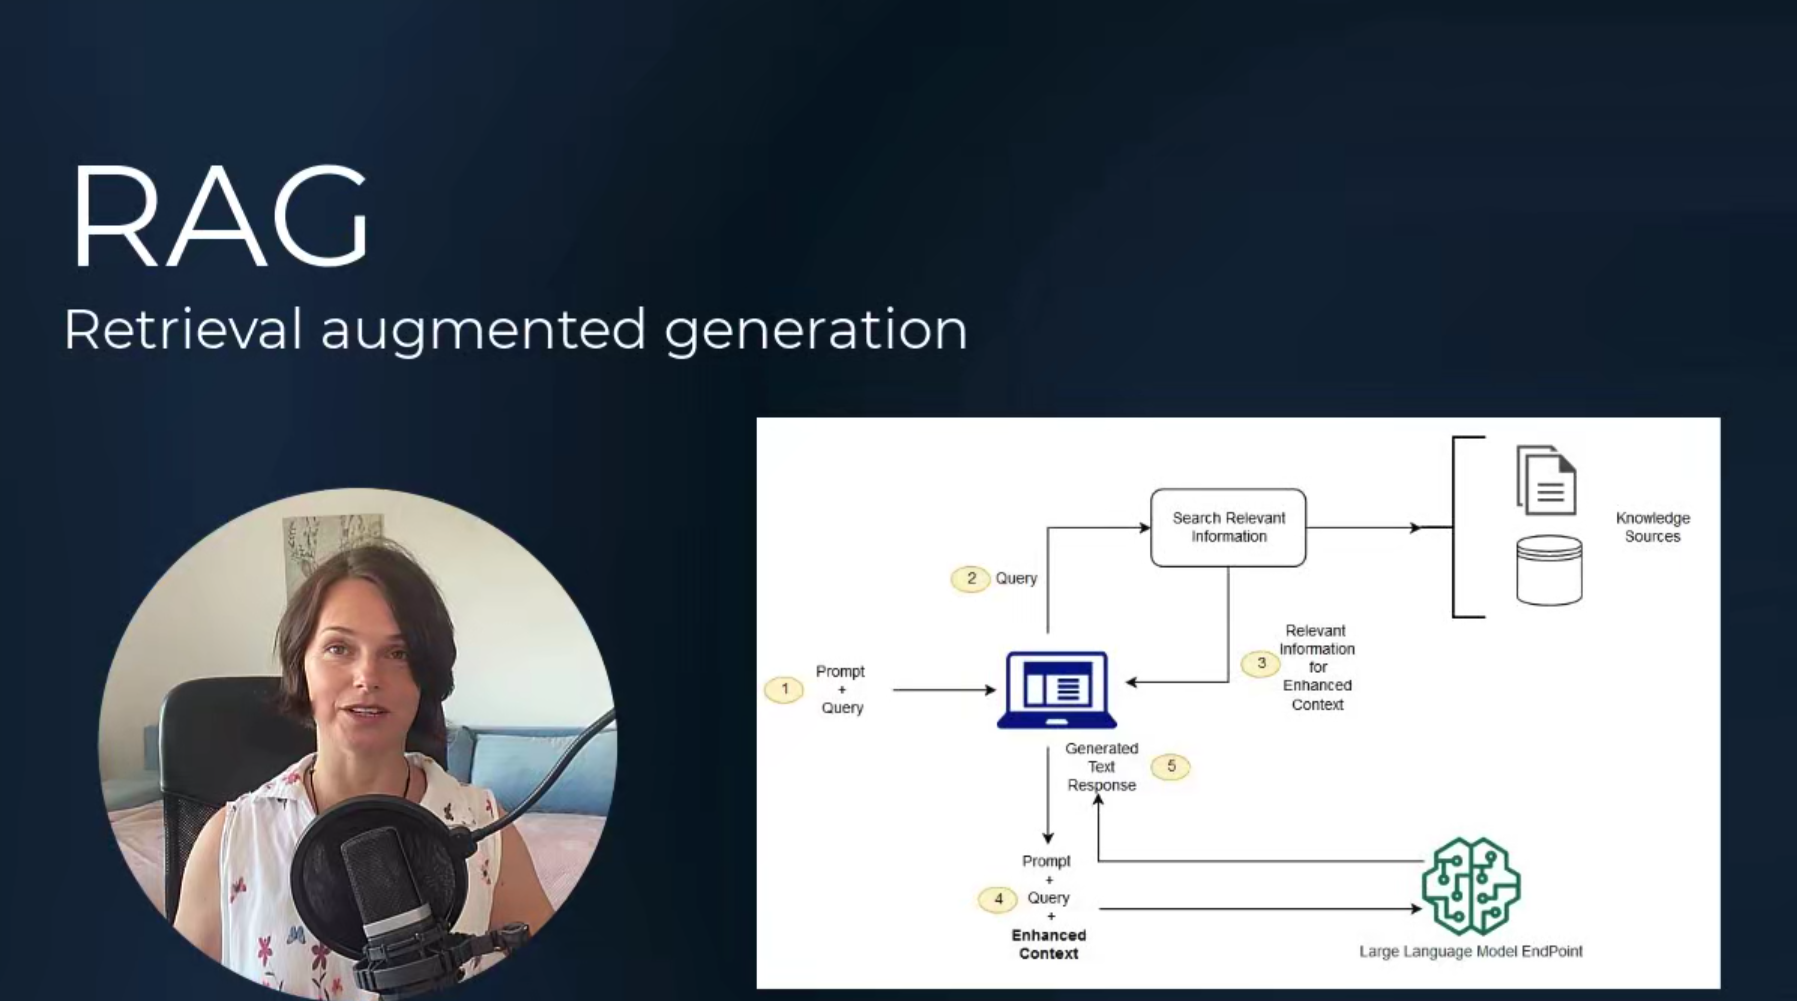 RAG
Retrieval augmented generation
Search Relevant
Information
Knowledge
Sources
2 Query
Relevant
Information
for
Enhanced
Context
3
1
Prompt
+
Query
Generated
Text
Response
5
Prompt
+
Query
+
Enhanced
Context
4
Large Language Model EndPoint